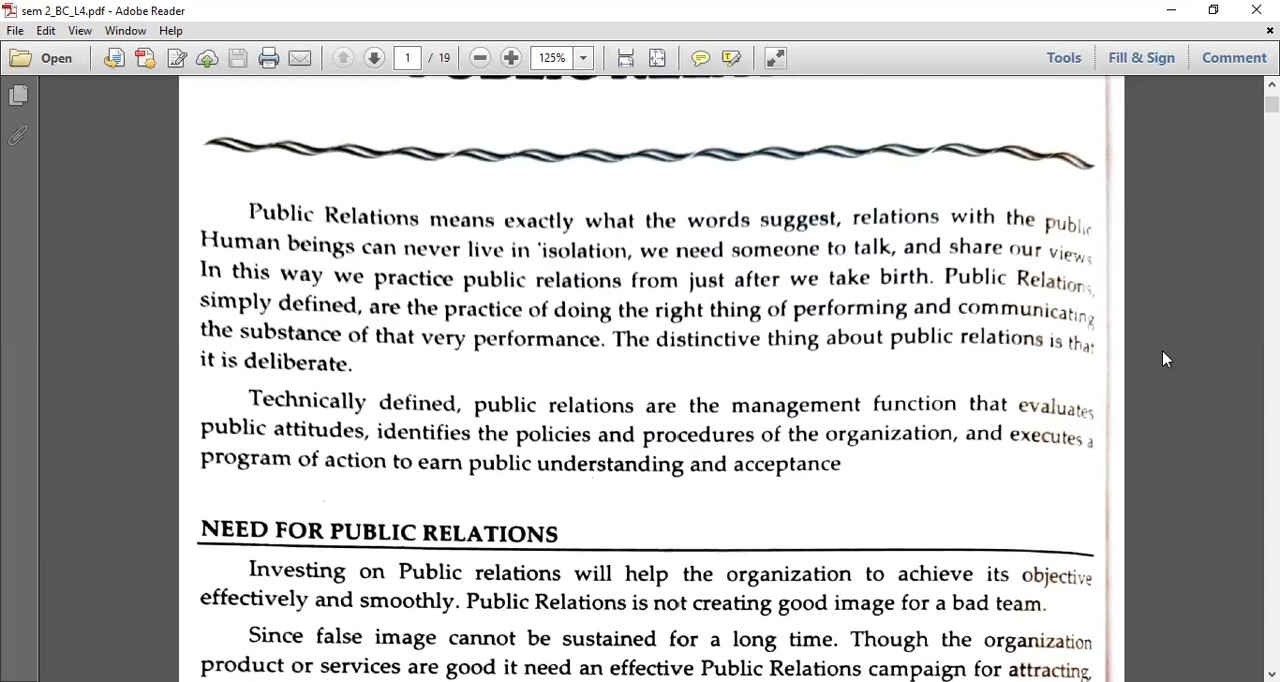 sem 2_BC_L4.pdf - Adobe Reader
File Edit View Window Help
Open 1 / 19 125% Tools Fill & Sign Comment
Public Relations means exactly what the words suggest, relations with the public
Human beings can never live in 'isolation, we need someone to talk, and share our views
In this way we practice public relations from just after we take birth. Public Relations,
simply defined, are the practice of doing the right thing of performing and communicating
the substance of that very performance. The distinctive thing about public relations is that
it is deliberate.
Technically defined, public relations are the management function that evaluates
public attitudes, identifies the policies and procedures of the organization, and executes a
program of action to earn public understanding and acceptance
NEED FOR PUBLIC RELATIONS
Investing on Public relations will help the organization to achieve its objective
effectively and smoothly. Public Relations is not creating good image for a bad team.
Since false image cannot be sustained for a long time. Though the organization
product or services are good it need an effective Public Relations campaign for attracting,